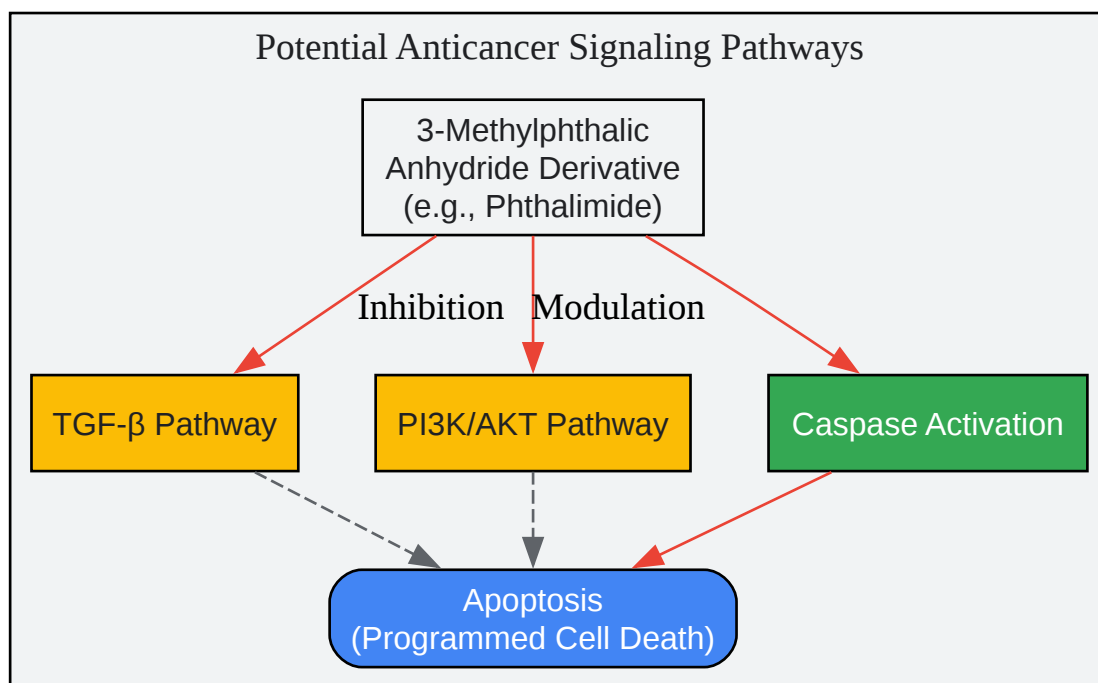 Potential Anticancer Signaling Pathways
3-Methylphthalic
Anhydride Derivative
(e.g., Phthalimide)
Inhibition
Modulation
TGF-β Pathway
PI3K/AKT Pathway
Caspase Activation
Apoptosis
(Programmed Cell Death)